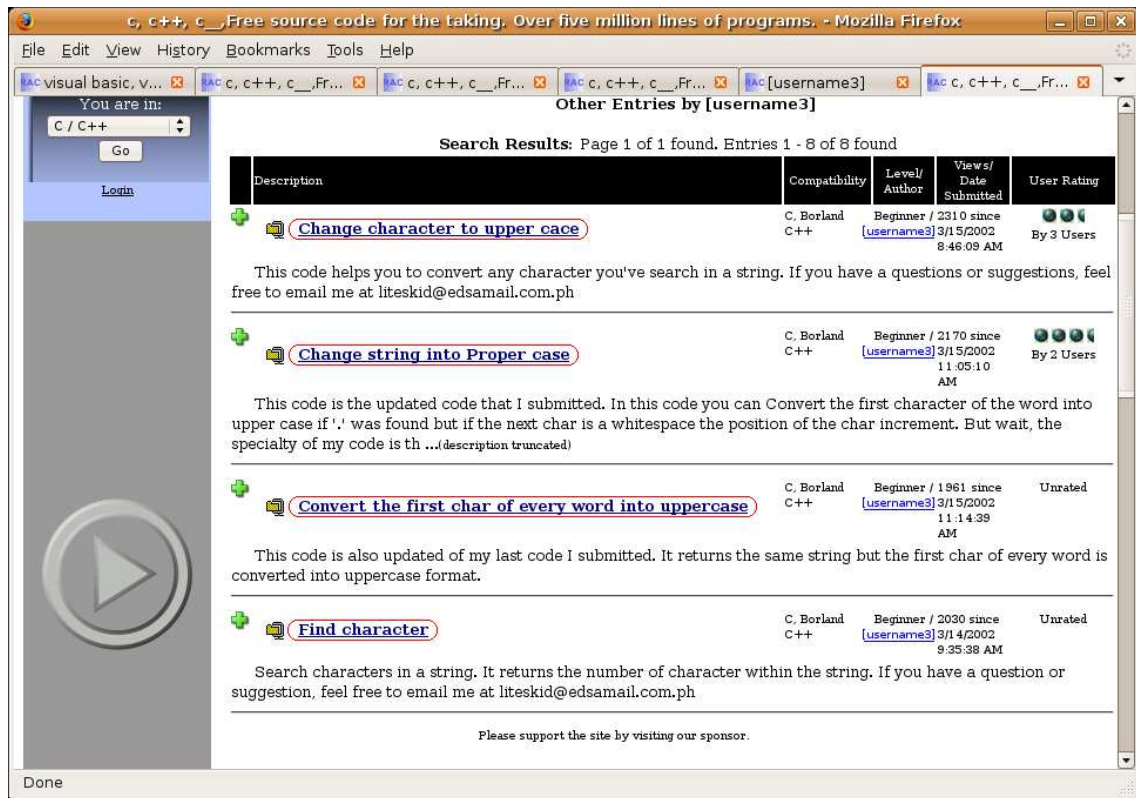 c, c++, c__,Free source code for the taking. Over five million lines of programs. - Mozilla Firefox
File Edit View History Bookmarks Tools Help
RAC visual basic, v... RAC c, c++, c__,Fr... RAC c, c++, c__,Fr... RAC c, c++, c__,Fr... RAC [username3] RAC c, c++, c__,Fr...
You are in:
C / C++
Go
Login
Other Entries by [username3]
Search Results: Page 1 of 1 found. Entries 1 - 8 of 8 found
Description Compatibility Level/ Author Views/ Date Submitted User Rating
Change character to upper cace
C, Borland C++
Beginner / [username3]
2310 since 3/15/2002 8:46:09 AM
By 3 Users
This code helps you to convert any character you've search in a string. If you have a questions or suggestions, feel
free to email me at liteskid@edsamail.com.ph
Change string into Proper case
C, Borland C++
Beginner / [username3]
2170 since 3/15/2002 11:05:10 AM
By 2 Users
This code is the updated code that I submitted. In this code you can Convert the first character of the word into
upper case if '.' was found but if the next char is a whitespace the position of the char increment. But wait, the
specialty of my code is th ...(description truncated)
Convert the first char of every word into uppercase
C, Borland C++
Beginner / [username3]
1961 since 3/15/2002 11:14:39 AM
Unrated
This code is also updated of my last code I submitted. It returns the same string but the first char of every word is
converted into uppercase format.
Find character
C, Borland C++
Beginner / [username3]
2030 since 3/14/2002 9:35:38 AM
Unrated
Search characters in a string. It returns the number of character within the string. If you have a question or
suggestion, feel free to email me at liteskid@edsamail.com.ph
Please support the site by visiting our sponsor.
Done